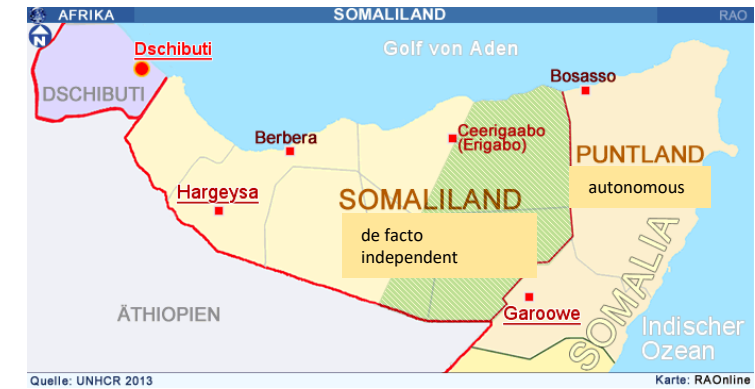 AFRIKA
SOMALILAND
RAO
N
Dschibuti
Golf von Aden
DSCHIBUTI
Bosasso
Berbera
Ceerigaabo
(Erigabo)
PUNTLAND
autonomous
Hargeysa
SOMALILAND
de facto
independent
SOMALIA
ÄTHIOPIEN
Garoowe
Indischer
Ozean
Quelle: UNHCR 2013
Karte: RAOnline